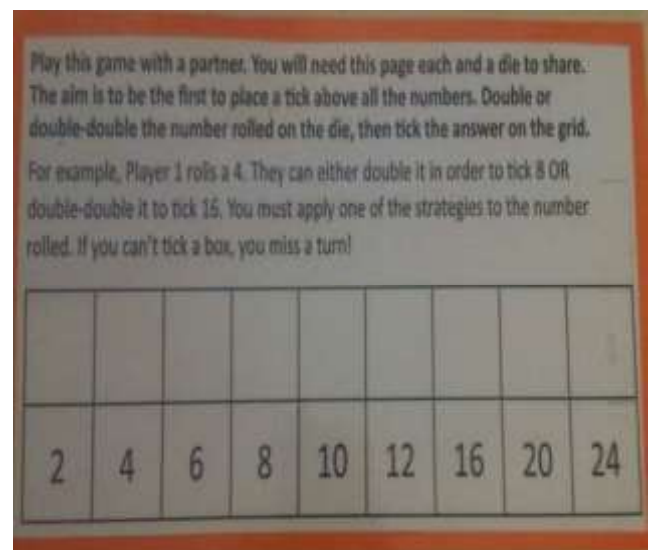 Play this game with a partner. You will need this page each and a die to share.
The aim is to be the first to place a tick above all the numbers. Double or
double-double the number rolled on the die, then tick the answer on the grid.
For example, Player 1 rolls a 4. They can either double it in order to tick 8 OR
double-double it to tick 16. You must apply one of the strategies to the number
rolled. If you can't tick a box, you miss a turn!
2 4 6 8 10 12 16 20 24